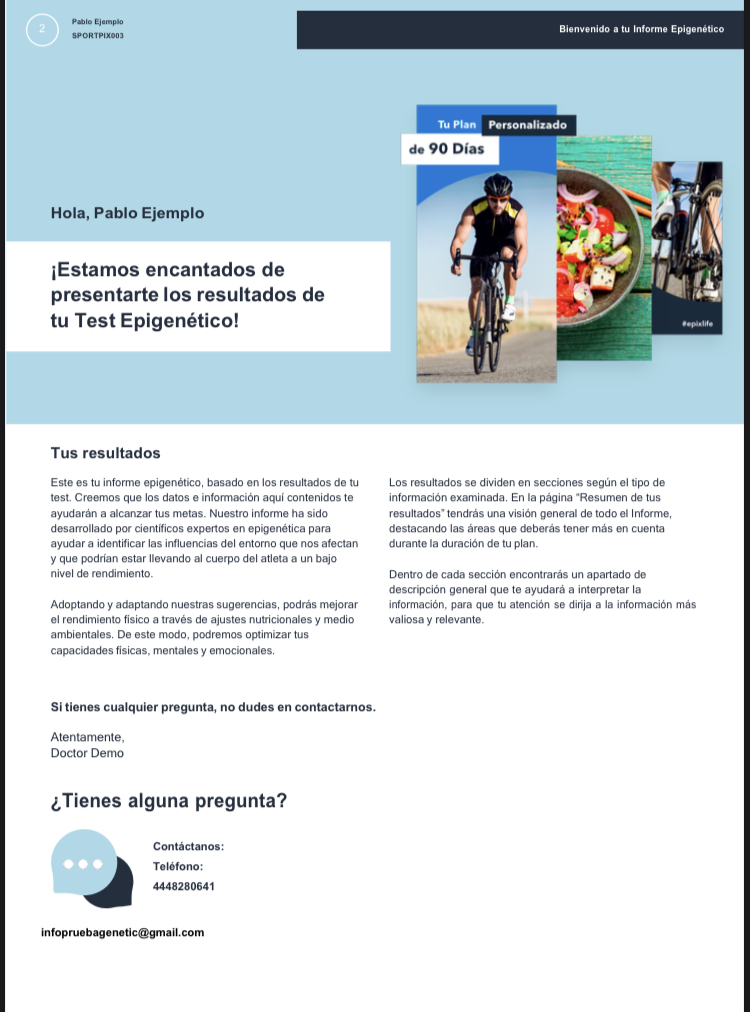 2
Pablo Ejemplo
SPORTPIX003
Bienvenido a tu Informe Epigenético
Tu Plan Personalizado
de 90 Días
#epixlife
Hola, Pablo Ejemplo
¡Estamos encantados de
presentarte los resultados de
tu Test Epigenético!
Tus resultados
Este es tu informe epigenético, basado en los resultados de tu
test. Creemos que los datos e información aquí contenidos te
ayudarán a alcanzar tus metas. Nuestro informe ha sido
desarrollado por científicos expertos en epigenética para
ayudar a identificar las influencias del entorno que nos afectan
y que podrían estar llevando al cuerpo del atleta a un bajo
nivel de rendimiento.
Adoptando y adaptando nuestras sugerencias, podrás mejorar
el rendimiento físico a través de ajustes nutricionales y medio
ambientales. De este modo, podremos optimizar tus
capacidades físicas, mentales y emocionales.
Los resultados se dividen en secciones según el tipo de
información examinada. En la página “Resumen de tus
resultados” tendrás una visión general de todo el Informe,
destacando las áreas que deberás tener más en cuenta
durante la duración de tu plan.
Dentro de cada sección encontrarás un apartado de
descripción general que te ayudará a interpretar la
información, para que tu atención se dirija a la información más
valiosa y relevante.
Si tienes cualquier pregunta, no dudes en contactarnos.
Atentamente,
Doctor Demo
¿Tienes alguna pregunta?
Contáctanos:
Teléfono:
4448280641
infopruebagenetic@gmail.com